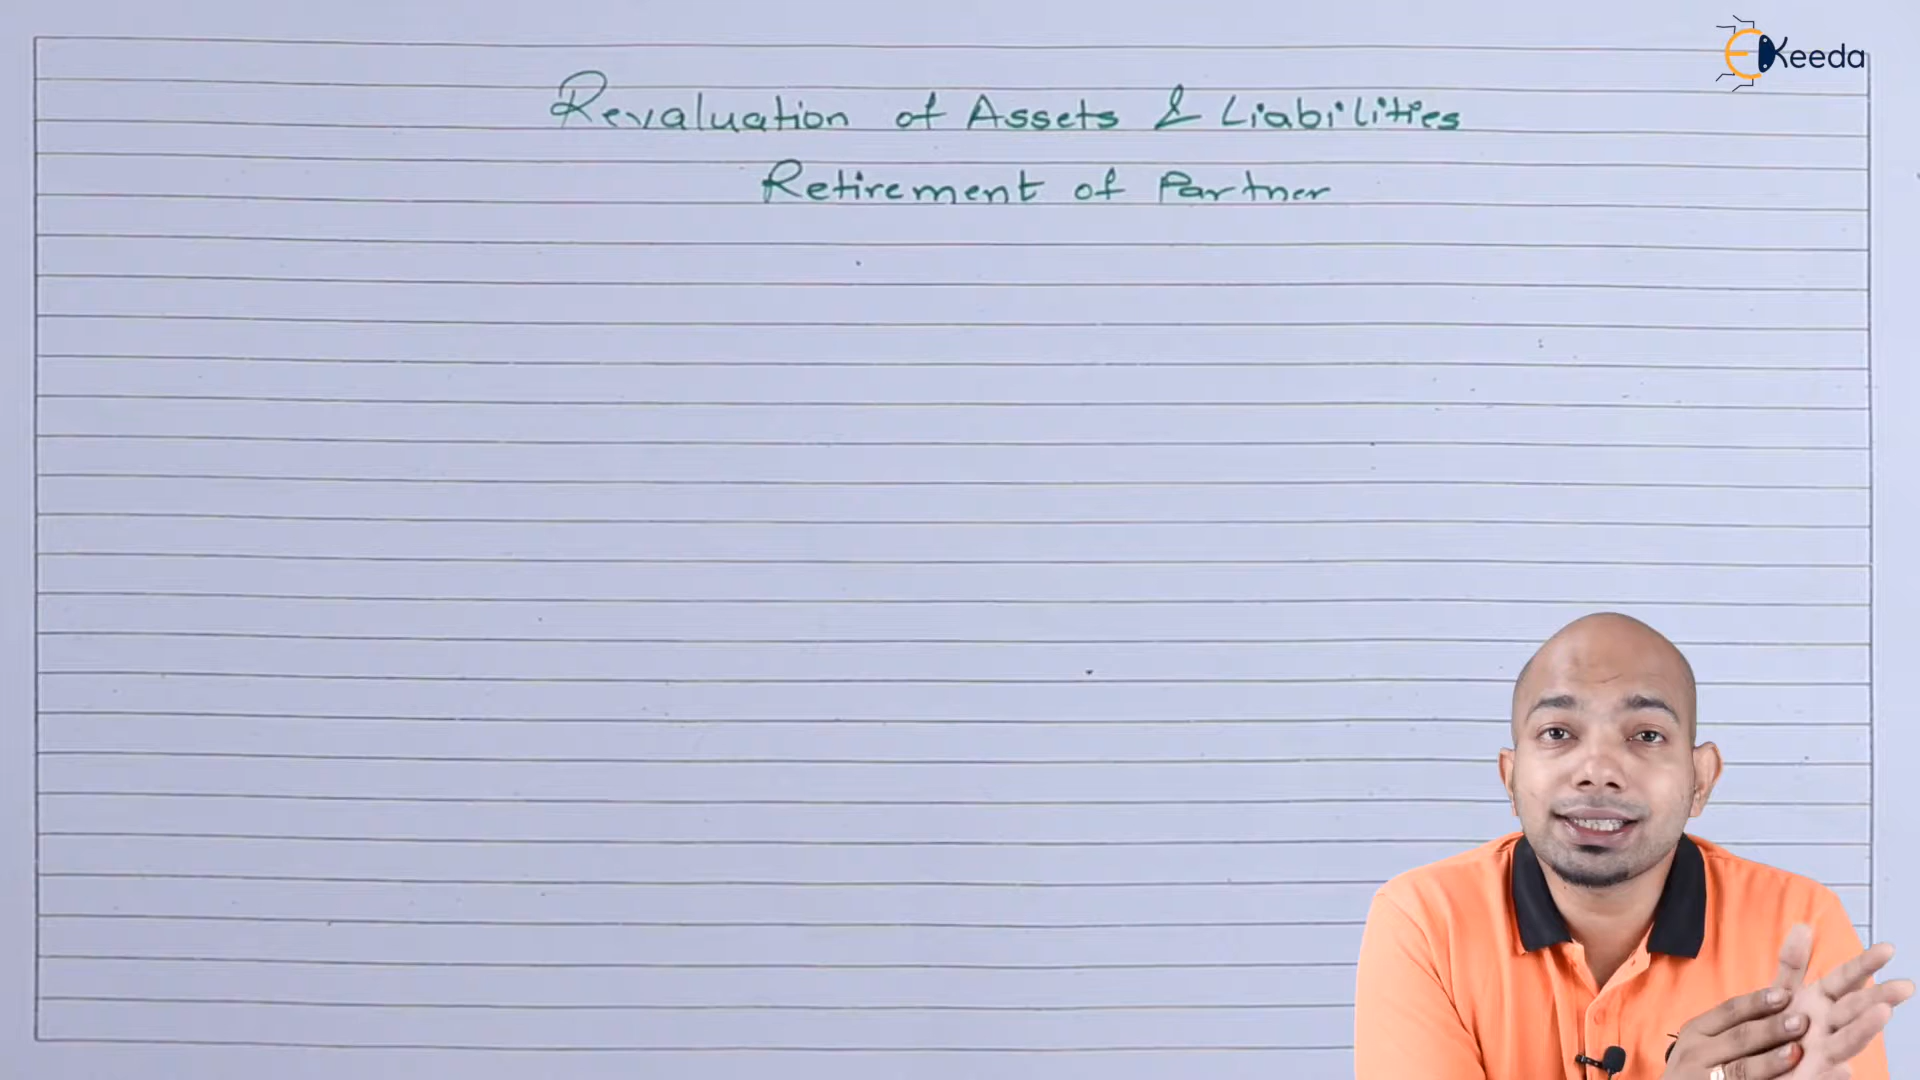 EKeeda
Revaluation of Assets & Liabilities
Retirement of Partner